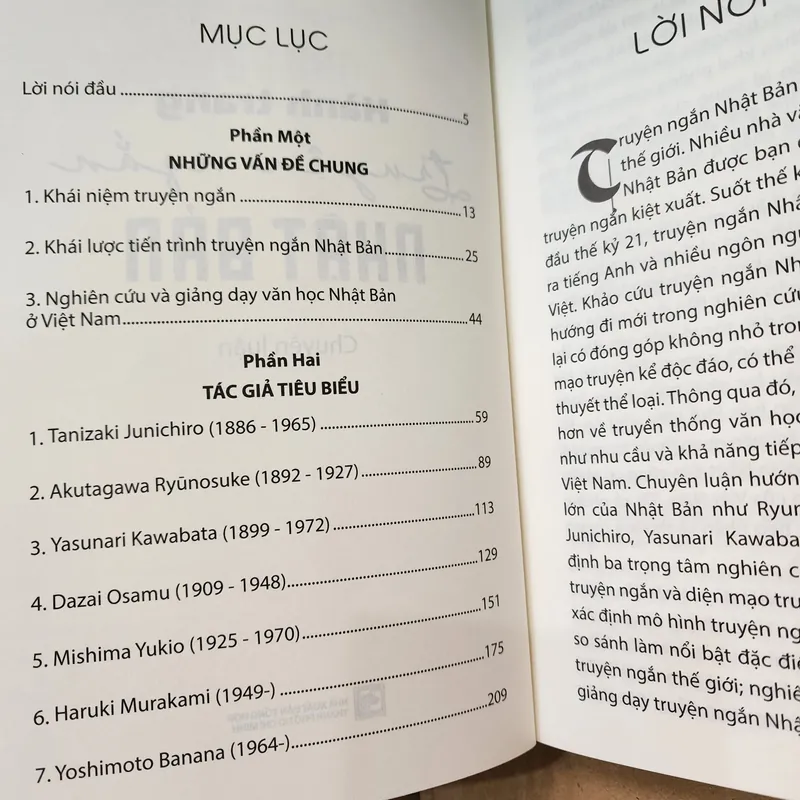 MỤC LỤC
Lời nói đầu ........ 5
Phần Một
NHỮNG VẤN ĐỀ CHUNG
1. Khái niệm truyện ngắn ........ 13
2. Khái lược tiến trình truyện ngắn Nhật Bản ........ 25
3. Nghiên cứu và giảng dạy văn học Nhật Bản
ở Việt Nam ........ 44
Phần Hai
TÁC GIẢ TIÊU BIỂU
1. Tanizaki Junichiro (1886 - 1965) ........ 59
2. Akutagawa Ryūnosuke (1892 - 1927) ........ 89
3. Yasunari Kawabata (1899 - 1972) ........ 113
4. Dazai Osamu (1909 - 1948) ........ 129
5. Mishima Yukio (1925 - 1970) ........ 151
6. Haruki Murakami (1949-) ........ 175
7. Yoshimoto Banana (1964-) ........ 209
LỜI NÓI
Truyện ngắn Nhật Bản
thế giới. Nhiều nhà v
Nhật Bản được bạn
truyện ngắn kiệt xuất. Suốt thế k
đầu thế kỷ 21, truyện ngắn Nhậ
ra tiếng Anh và nhiều ngôn ng
Việt. Khảo cứu truyện ngắn Nh
hướng đi mới trong nghiên cứu
lại có đóng góp không nhỏ tron
mạo truyện kể độc đáo, có thể
thuyết thể loại. Thông qua đó,
hơn về truyền thống văn học
như nhu cầu và khả năng tiếp
Việt Nam. Chuyên luận hướn
lớn của Nhật Bản như Ryun
Junichiro, Yasunari Kawaba
định ba trọng tâm nghiên c
truyện ngắn và diện mạo tru
xác định mô hình truyện ng
so sánh làm nổi bật đặc điể
truyện ngắn thế giới; nghiê
giảng dạy truyện ngắn Nhậ